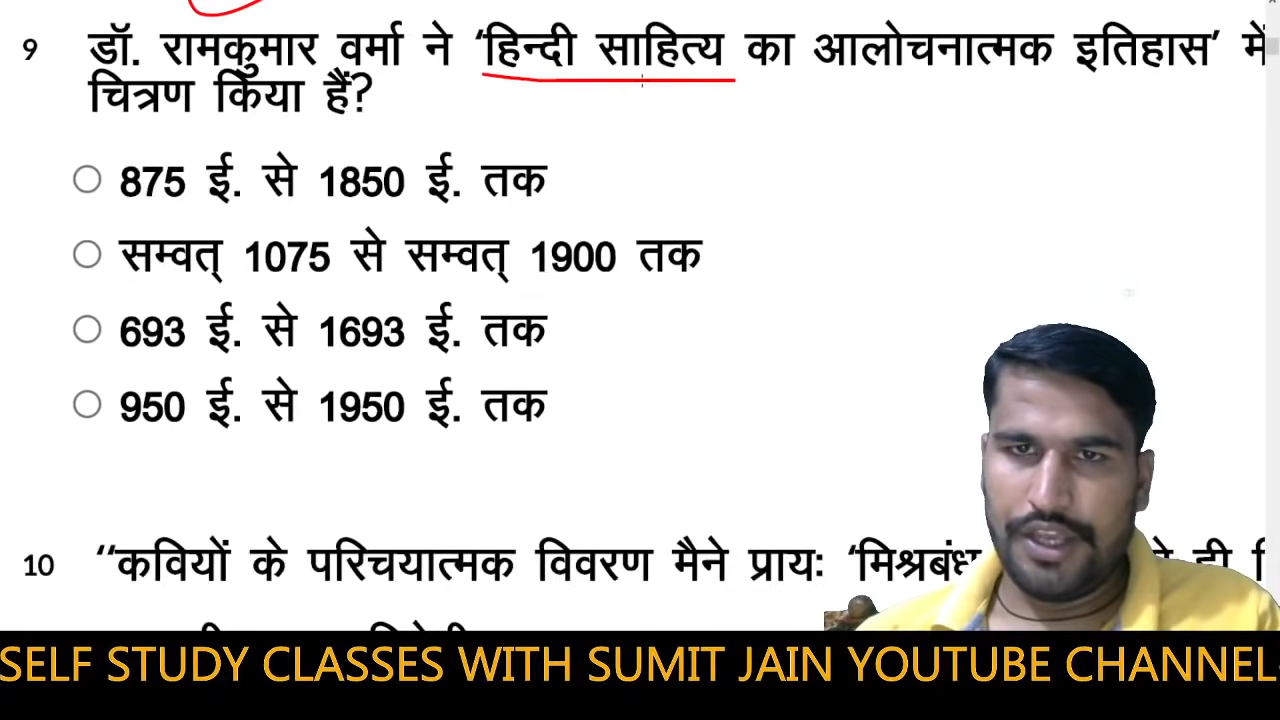 9 डॉ. रामकुमार वर्मा ने ‘हिन्दी साहित्य का आलोचनात्मक इतिहास’ में
चित्रण किया हैं?
875 ई. से 1850 ई. तक
सम्वत् 1075 से सम्वत् 1900 तक
693 ई. से 1693 ई. तक
950 ई. से 1950 ई. तक
10 “कवियों के परिचयात्मक विवरण मैने प्रायः ‘मिश्रबंध ही
SELF STUDY CLASSES WITH SUMIT JAIN YOUTUBE CHANNEL